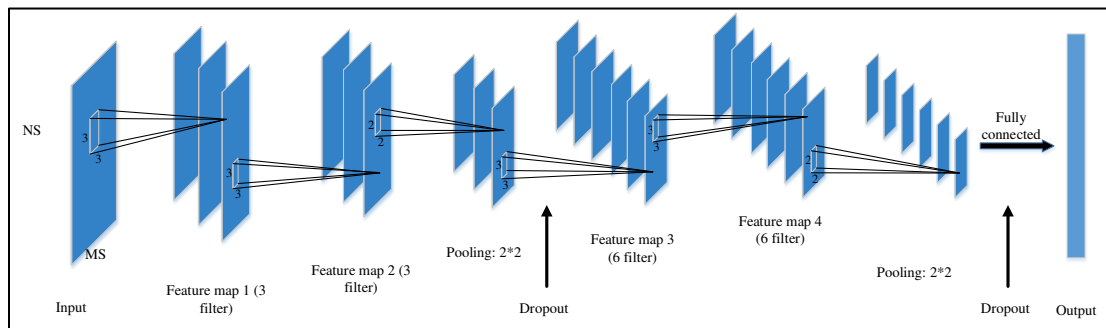 NS
MS
Input
3
3
Feature map 1 (3
filter)
3
3
Feature map 2 (3
filter)
2
2
Pooling: 2*2
3
3
Dropout
Feature map 3
(6 filter)
3
3
Feature map 4
(6 filter)
2
2
Pooling: 2*2
Fully
connected
Dropout
Output